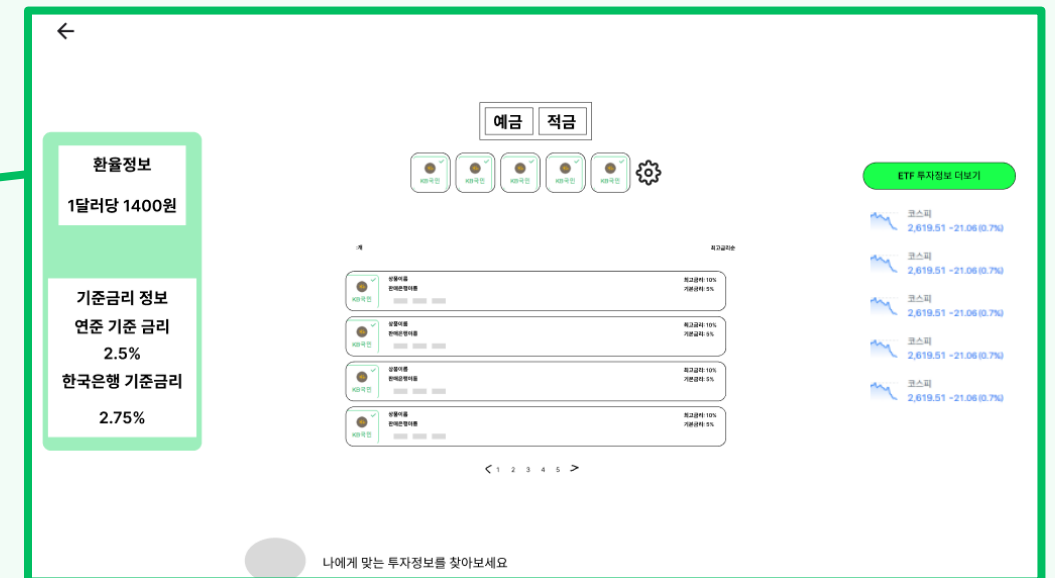 예금 적금
환율정보
1달러당 1400원
기준금리 정보
연준 기준 금리
2.5%
한국은행 기준금리
2.75%
KB국민 KB국민 KB국민 KB국민 KB국민
개 최고금리순
KB국민
상품이름
판매은행이름
최고금리: 10%
기본금리: 5%
KB국민
상품이름
판매은행이름
최고금리: 10%
기본금리: 5%
KB국민
상품이름
판매은행이름
최고금리: 10%
기본금리: 5%
KB국민
상품이름
판매은행이름
최고금리: 10%
기본금리: 5%
< 1 2 3 4 5 >
ETF 투자정보 더보기
코스피
2,619.51 -21.06(0.7%)
코스피
2,619.51 -21.06(0.7%)
코스피
2,619.51 -21.06(0.7%)
코스피
2,619.51 -21.06(0.7%)
코스피
2,619.51 -21.06(0.7%)
나에게 맞는 투자정보를 찾아보세요